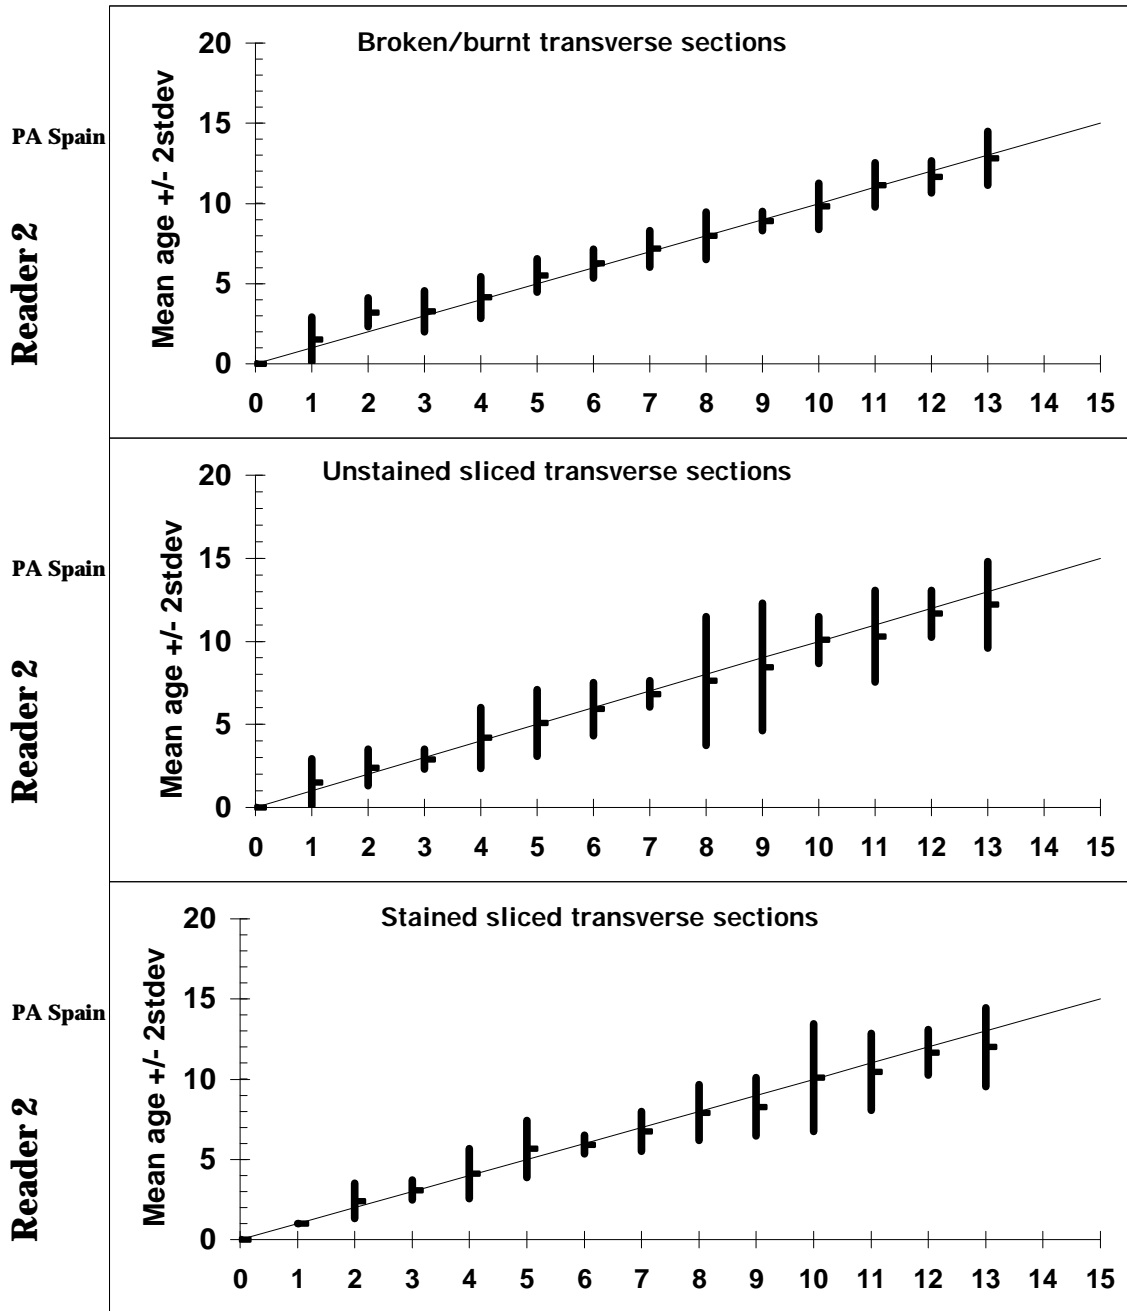 Broken/burnt transverse sections
PA Spain
Reader 2
Mean age +/- 2stdev
20
15
10
5
0
0 1 2 3 4 5 6 7 8 9 10 11 12 13 14 15
Unstained sliced transverse sections
PA Spain
Reader 2
Mean age +/- 2stdev
20
15
10
5
0
0 1 2 3 4 5 6 7 8 9 10 11 12 13 14 15
Stained sliced transverse sections
PA Spain
Reader 2
Mean age +/- 2stdev
20
15
10
5
0
0 1 2 3 4 5 6 7 8 9 10 11 12 13 14 15